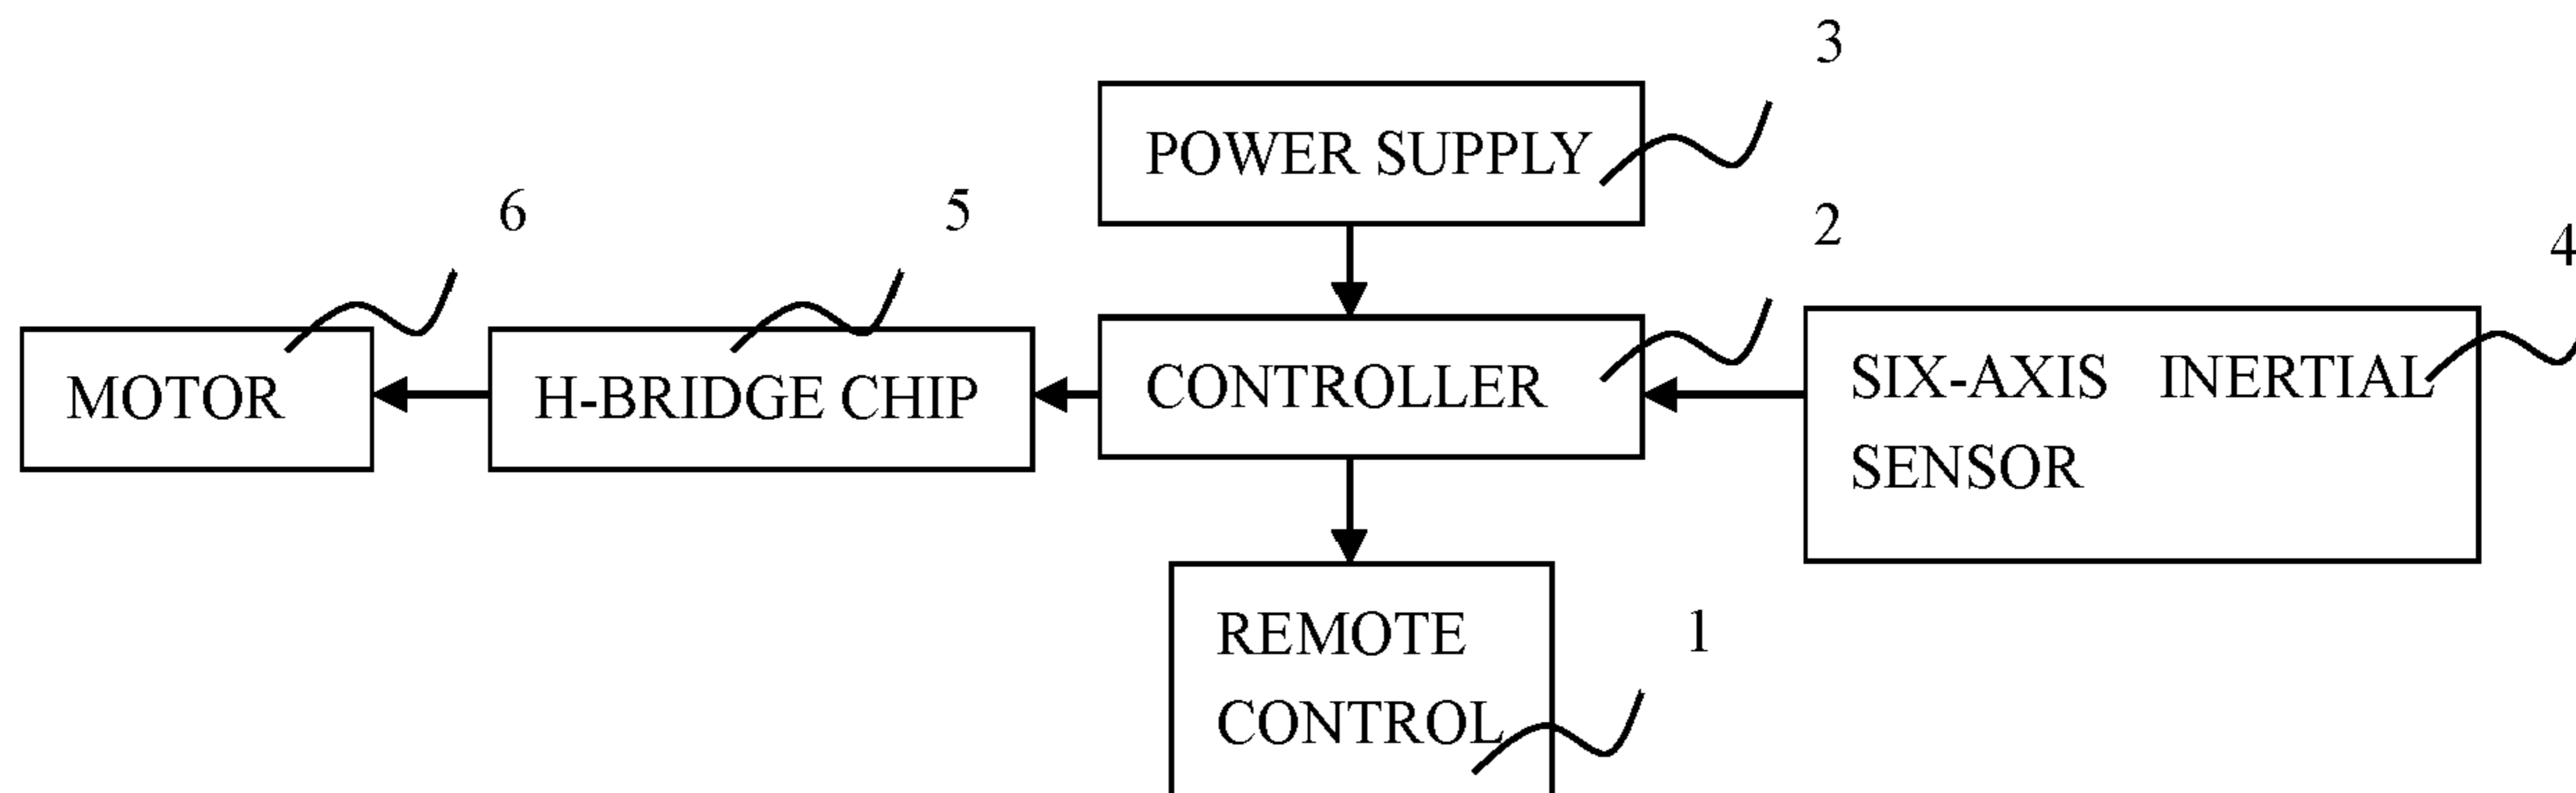 3
POWER SUPPLY
6
5
2
4
MOTOR
H-BRIDGE CHIP
CONTROLLER
SIX-AXIS INERTIAL
SENSOR
REMOTE
CONTROL
1